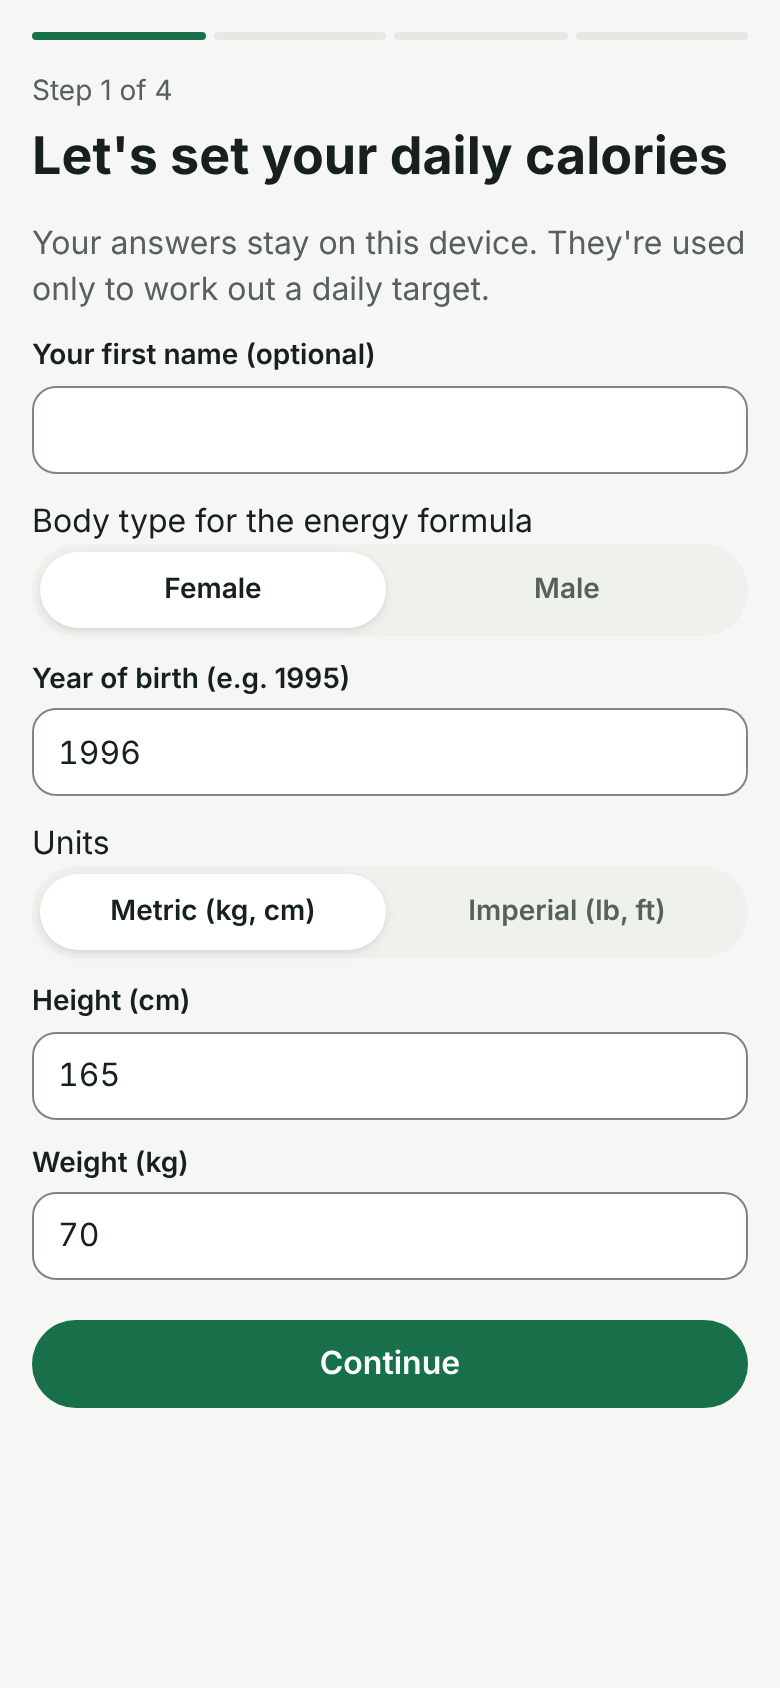 Step 1 of 4
Let's set your daily calories
Your answers stay on this device. They're used
only to work out a daily target.
Your first name (optional)
Body type for the energy formula
Female
Male
Year of birth (e.g. 1995)
1996
Units
Metric (kg, cm)
Imperial (lb, ft)
Height (cm)
165
Weight (kg)
70
Continue